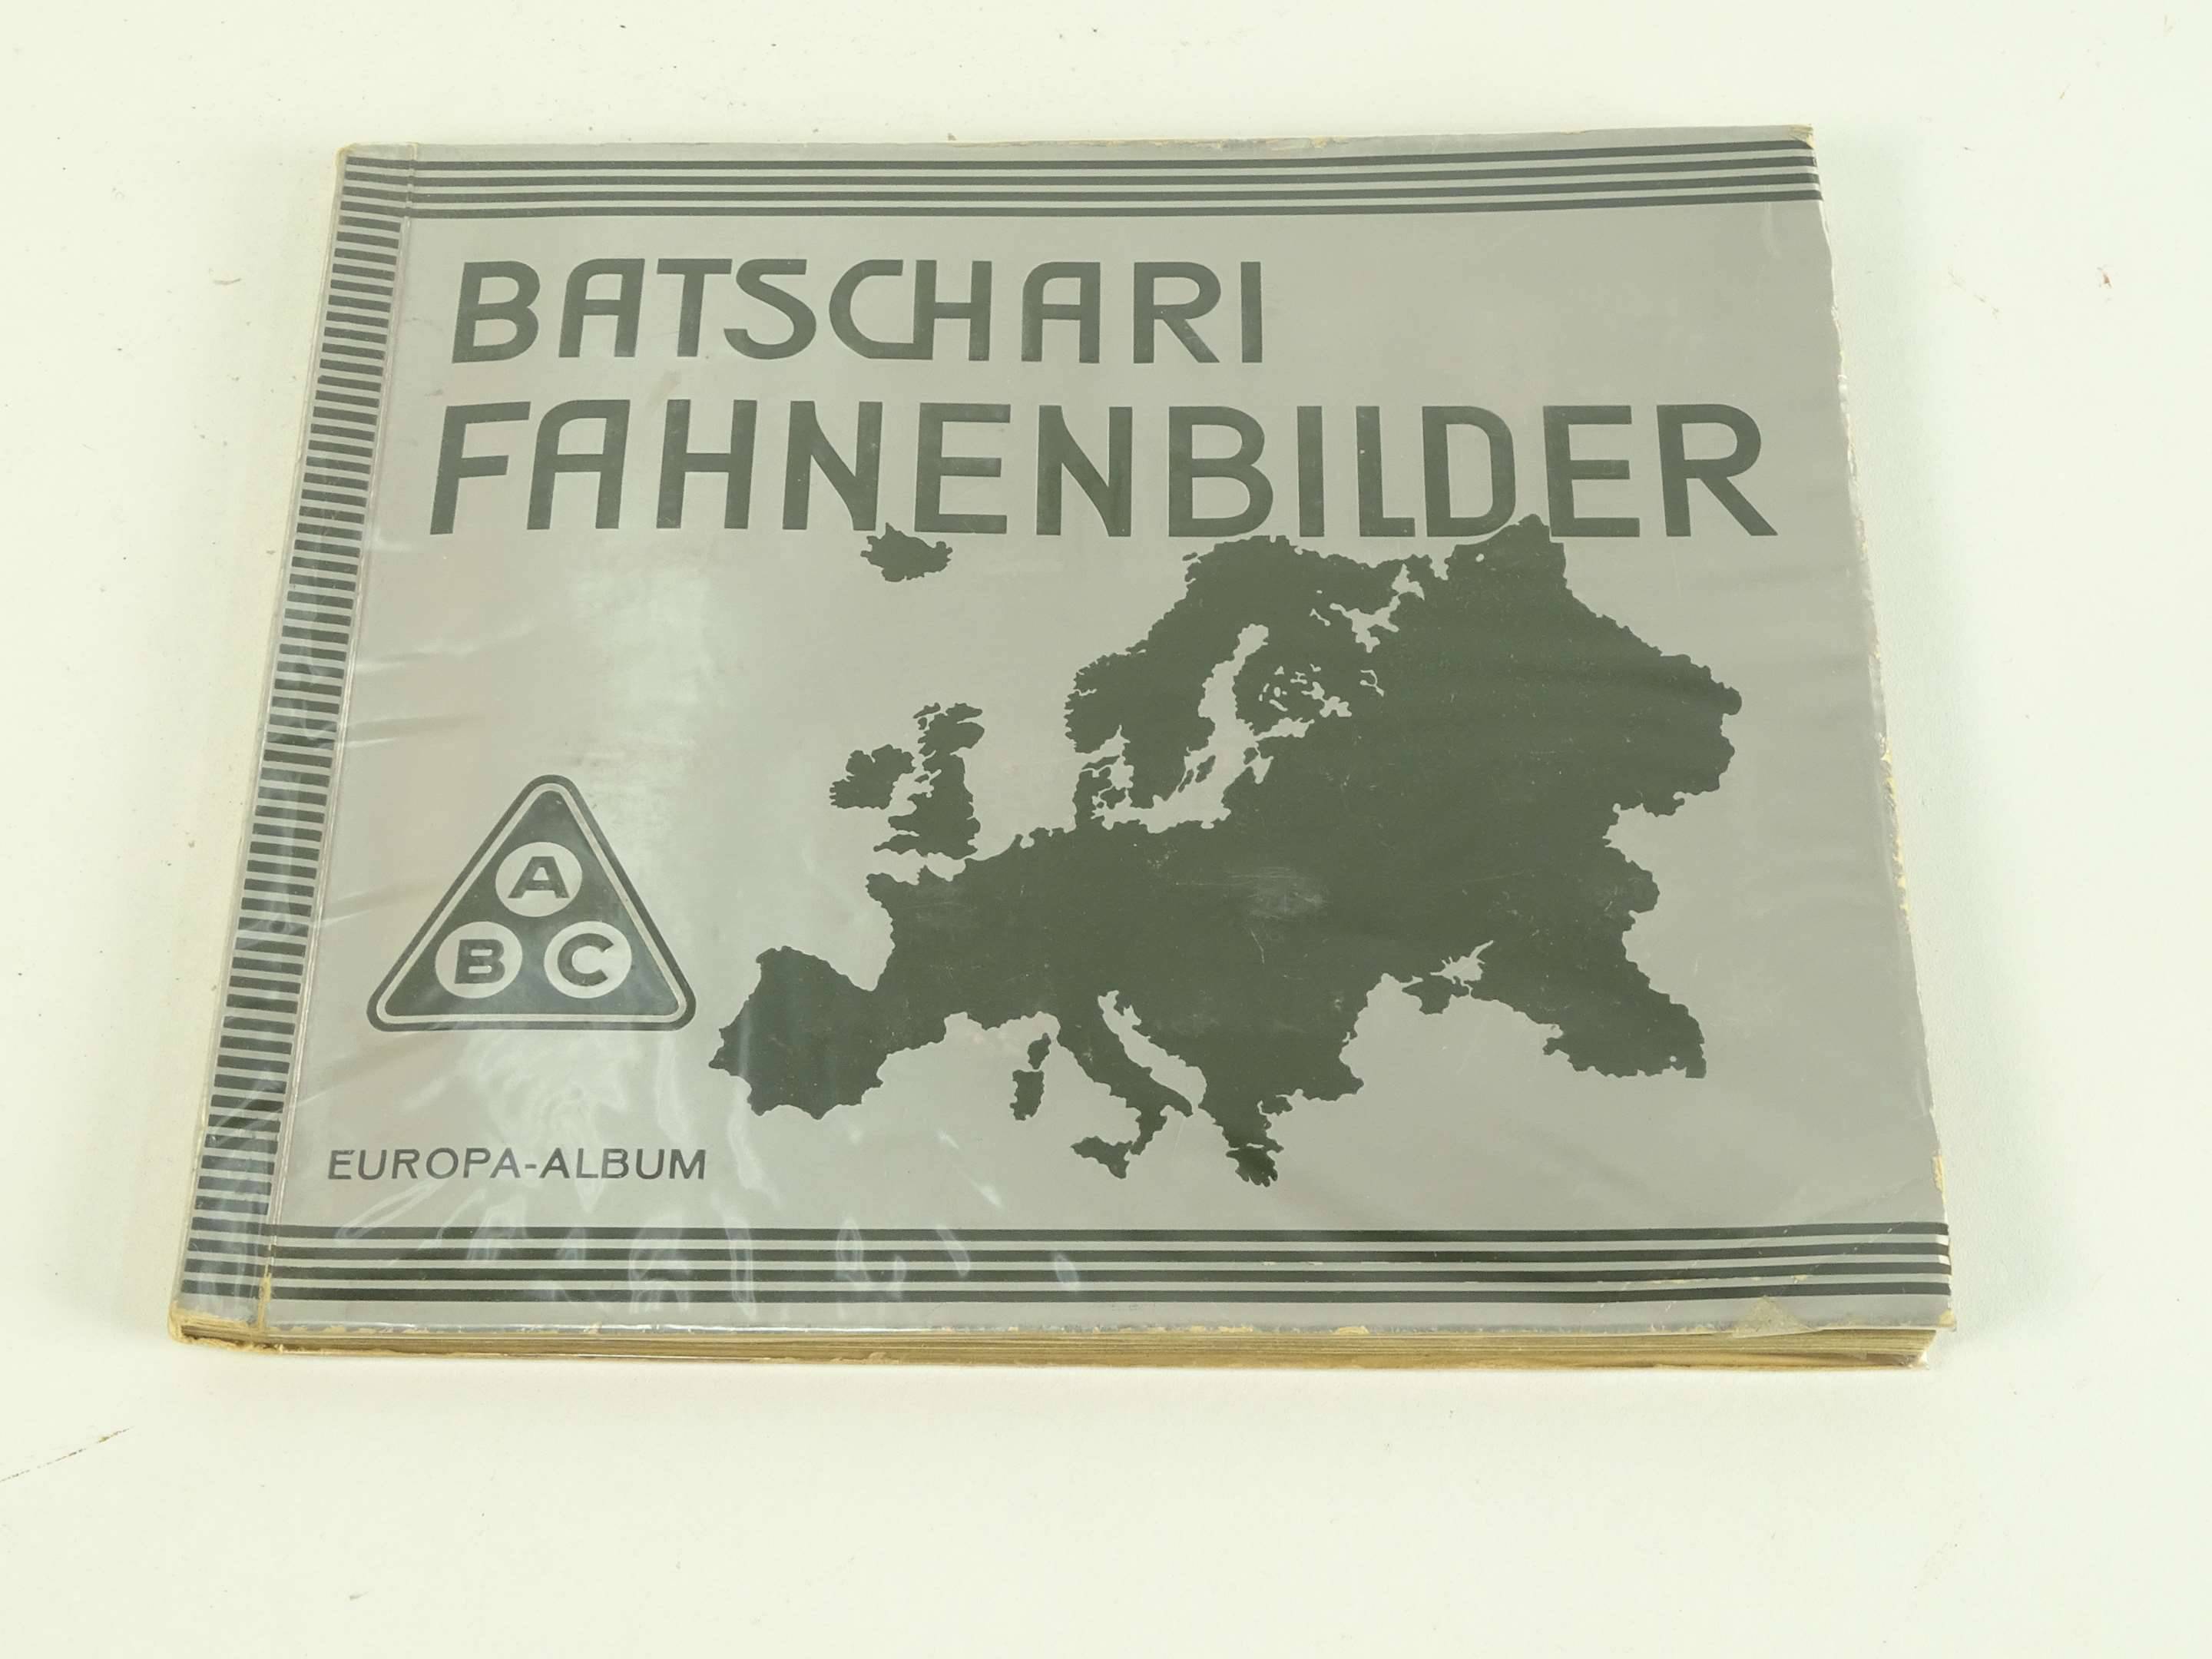 BATSCHARI
FAHNENBILDER
A
B C
EUROPA-ALBUM